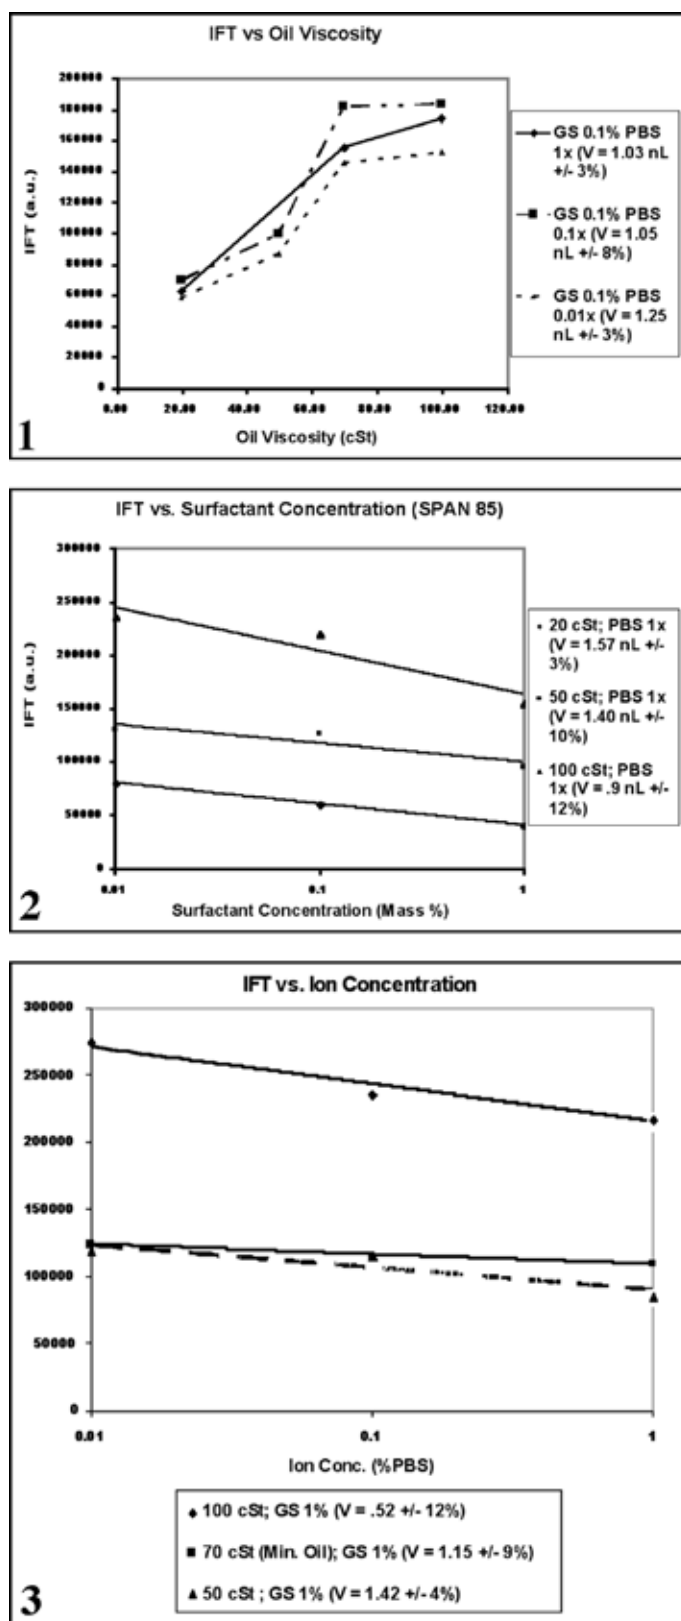 IFT vs Oil Viscosity
200000
180000
160000
140000
120000
100000
80000
60000
40000
20000
0
IFT (a.u.)
0.00 20.00 40.00 60.00 80.00 100.00 120.00
Oil Viscosity (cSt)
GS 0.1% PBS
1x (V = 1.03 nL
+/- 3%)
GS 0.1% PBS
0.1x (V = 1.05
nL +/- 8%)
GS 0.1% PBS
0.01x (V = 1.25
nL +/- 3%)
1
IFT vs. Surfactant Concentration (SPAN 85)
300000
250000
200000
150000
100000
50000
0
IFT (a.u.)
0.01 0.1 1
Surfactant Concentration (Mass %)
20 cSt; PBS 1x
(V = 1.57 nL +/-
3%)
50 cSt; PBS 1x
(V = 1.40 nL +/-
10%)
100 cSt; PBS
1x (V = .9 nL +/-
12%)
2
IFT vs. Ion Concentration
300000
250000
200000
150000
100000
50000
0
IFT (a.u.)
0.01 0.1 1
Ion Conc. (%PBS)
100 cSt; GS 1% (V = .52 +/- 12%)
70 cSt (Min. Oil); GS 1% (V = 1.15 +/- 9%)
50 cSt ; GS 1% (V = 1.42 +/- 4%)
3